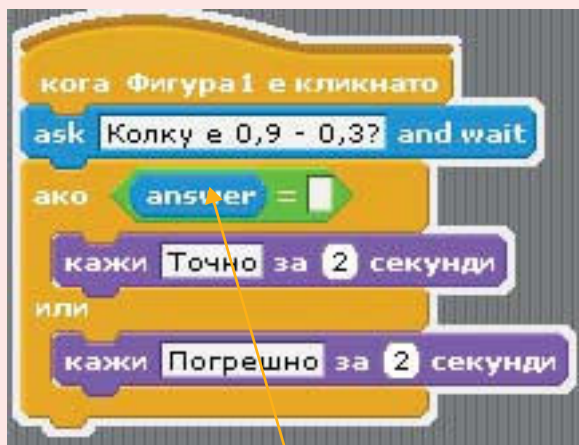 кога Фигура1 е кликнато
ask Колку е 0,9 - 0,3? and wait
ако answer =
кажи Точно за 2 секунди
или
кажи Погрешно за 2 секунди